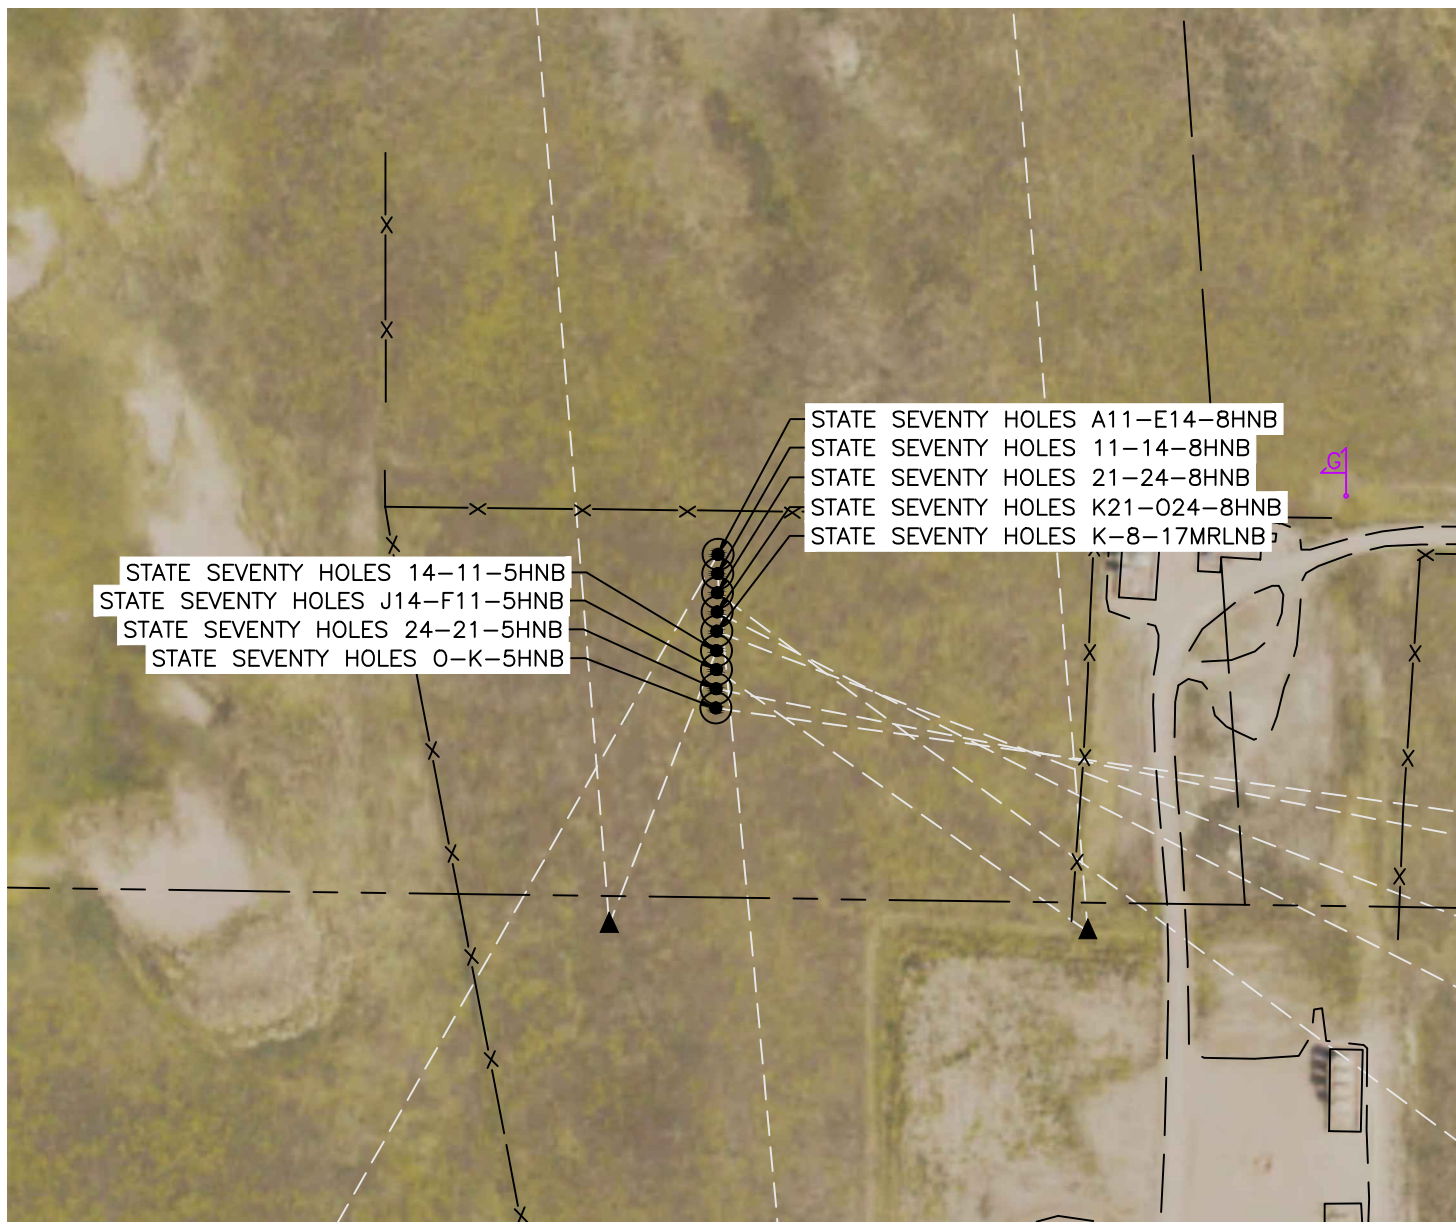 STATE SEVENTY HOLES A11-E14-8HNB
STATE SEVENTY HOLES 11-14-8HNB
STATE SEVENTY HOLES 21-24-8HNB
STATE SEVENTY HOLES K21-O24-8HNB
STATE SEVENTY HOLES K-8-17MRLNB
G
STATE SEVENTY HOLES 14-11-5HNB
STATE SEVENTY HOLES J14-F11-5HNB
STATE SEVENTY HOLES 24-21-5HNB
STATE SEVENTY HOLES O-K-5HNB